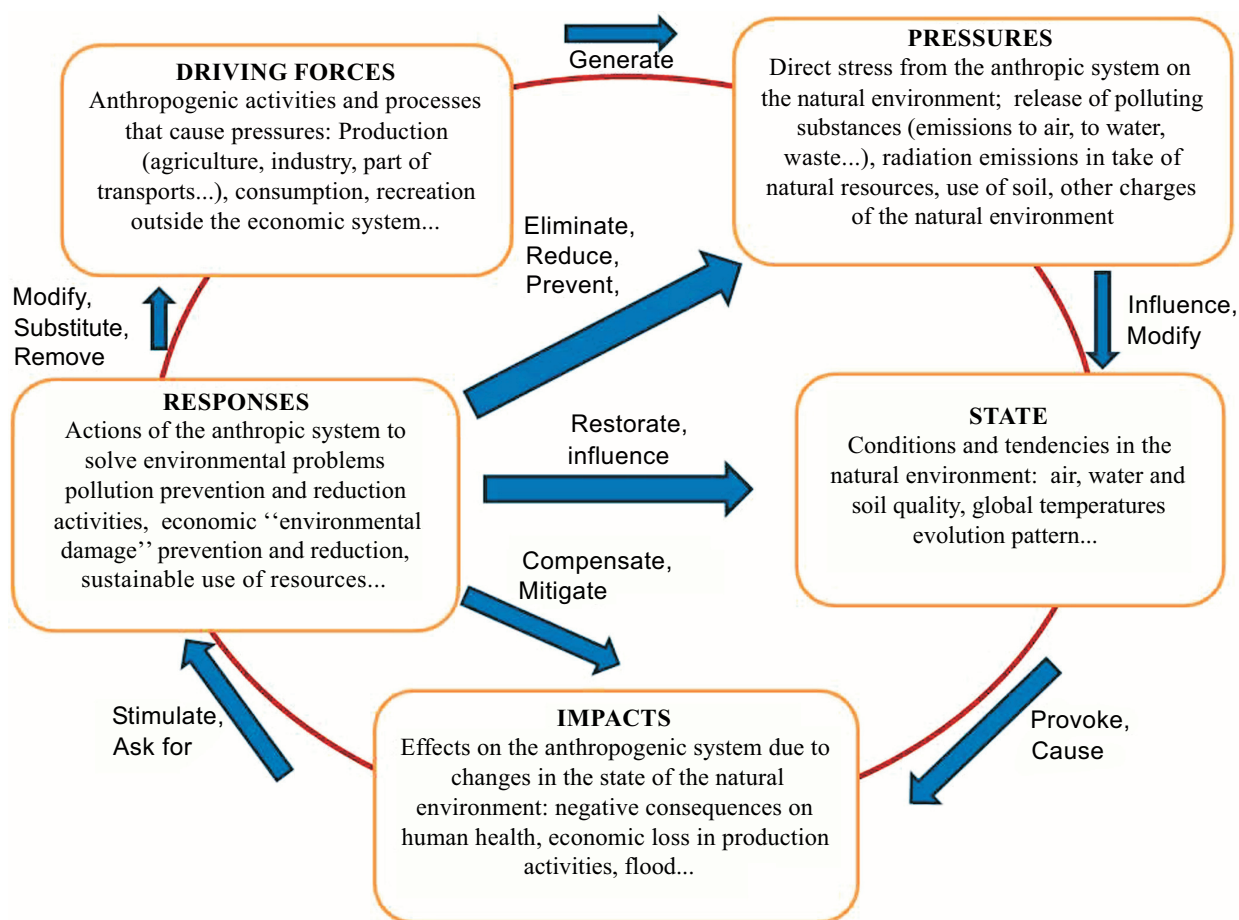 DRIVING FORCES
Anthropogenic activities and processes
that cause pressures: Production
(agriculture, industry, part of
transports...), consumption, recreation
outside the economic system...
Generate
PRESSURES
Direct stress from the anthropic system on
the natural environment; release of polluting
substances (emissions to air, to water,
waste...), radiation emissions in take of
natural resources, use of soil, other charges
of the natural environment
Eliminate,
Reduce,
Prevent,
Modify,
Substitute,
Remove
Influence,
Modify
RESPONSES
Actions of the anthropic system to
solve environmental problems
pollution prevention and reduction
activities, economic ‘‘environmental
damage’’ prevention and reduction,
sustainable use of resources...
Restorate,
influence
STATE
Conditions and tendencies in the
natural environment: air, water and
soil quality, global temperatures
evolution pattern...
Compensate,
Mitigate
Stimulate,
Ask for
IMPACTS
Effects on the anthropogenic system due to
changes in the state of the natural
environment: negative consequences on
human health, economic loss in production
activities, flood...
Provoke,
Cause